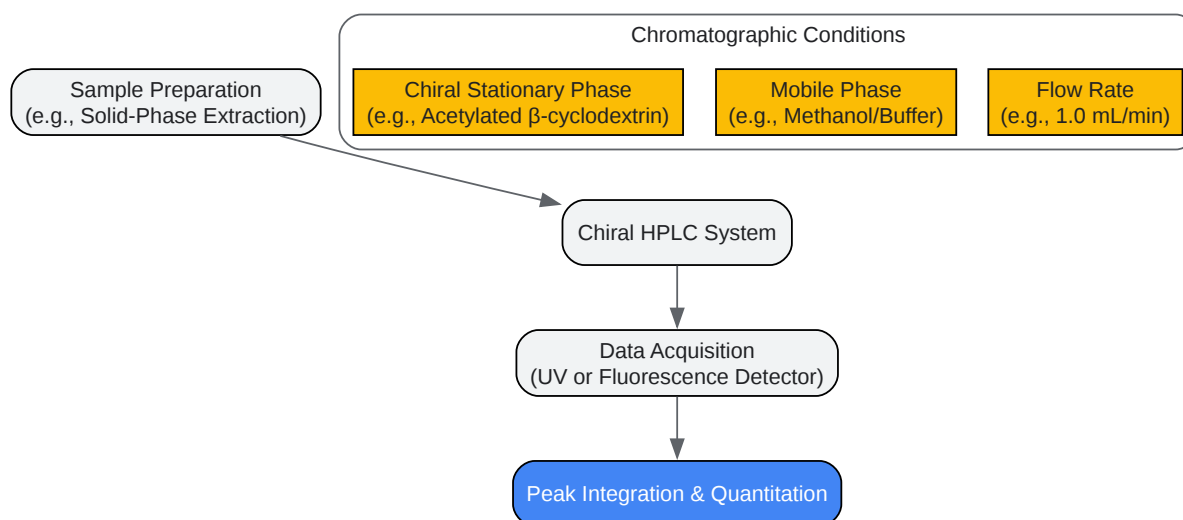 Chromatographic Conditions
Sample Preparation
(e.g., Solid-Phase Extraction)
Chiral Stationary Phase
(e.g., Acetylated β-cyclodextrin)
Mobile Phase
(e.g., Methanol/Buffer)
Flow Rate
(e.g., 1.0 mL/min)
Chiral HPLC System
Data Acquisition
(UV or Fluorescence Detector)
Peak Integration & Quantitation